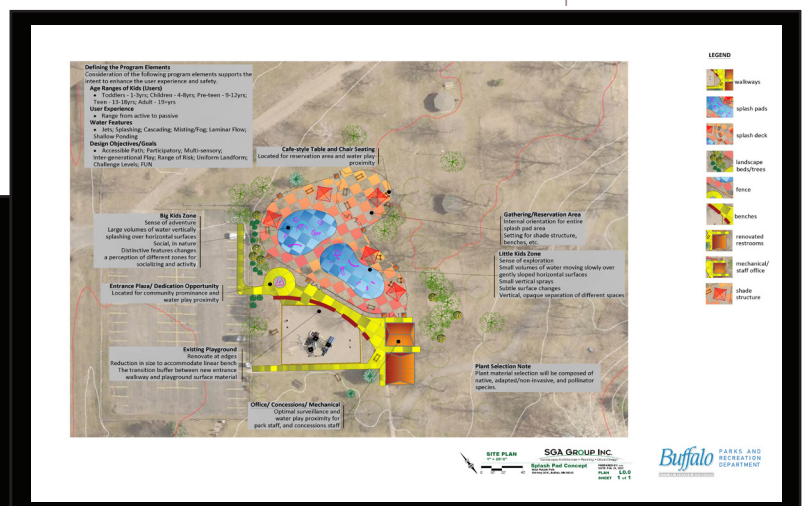 Defining the Program Elements
Consideration of the following program elements supports the
intent to enhance the user experience and safety.
Age Ranges of Kids (Users)
• Toddlers - 1-3yrs; Children - 4-8yrs; Pre-teen - 9-12yrs;
Teen - 13-18yrs; Adult - 19+yrs
User Experience
• Range from active to passive
Water Features
• Jets; Splashing; Cascading; Misting/Fog; Laminar Flow;
Shallow Ponding
Design Objectives/Goals
• Accessible Path; Participatory; Multi-sensory;
Inter-generational Play; Range of Risk; Uniform Landform;
Challenge Levels; FUN
Cafe-style Table and Chair Seating
Located for reservation area and water play
proximity
Big Kids Zone
Sense of adventure
Large volumes of water vertically
splashing over horizontal surfaces
Social, in nature
Distinctive features changes
a perception of different zones for
socializing and activity
Gathering/Reservation Area
Internal orientation for entire
splash pad area
Setting for shade structure,
benches, etc.
Little Kids Zone
Sense of exploration
Small volumes of water moving slowly over
gently sloped horizontal surfaces
Small vertical sprays
Subtle surface changes
Vertical, opaque separation of different spaces
Entrance Plaza/ Dedication Opportunity
Located for community prominance and
water play proximity
Existing Playground
Renovate at edges
Reduction in size to accommodate linear bench
The transition buffer between new entrance
walkway and playground surface material
Plant Selection Note
Plant material selection will be composed of
native, adapted/non-invasive, and pollinator
species.
Office/ Concessions/ Mechanical
Optimal surveillance and
water play proximity for
park staff, and concessions staff
LEGEND
walkways
splash pads
splash deck
landscape
beds/trees
fence
benches
renovated
restrooms
mechanical/
staff office
shade
structure
SITE PLAN
SGA GROUP INC.
Splash Pad Concept
PLAN L0.0
SHEET 1 of 1
Buffalo
PARKS AND
RECREATION
DEPARTMENT